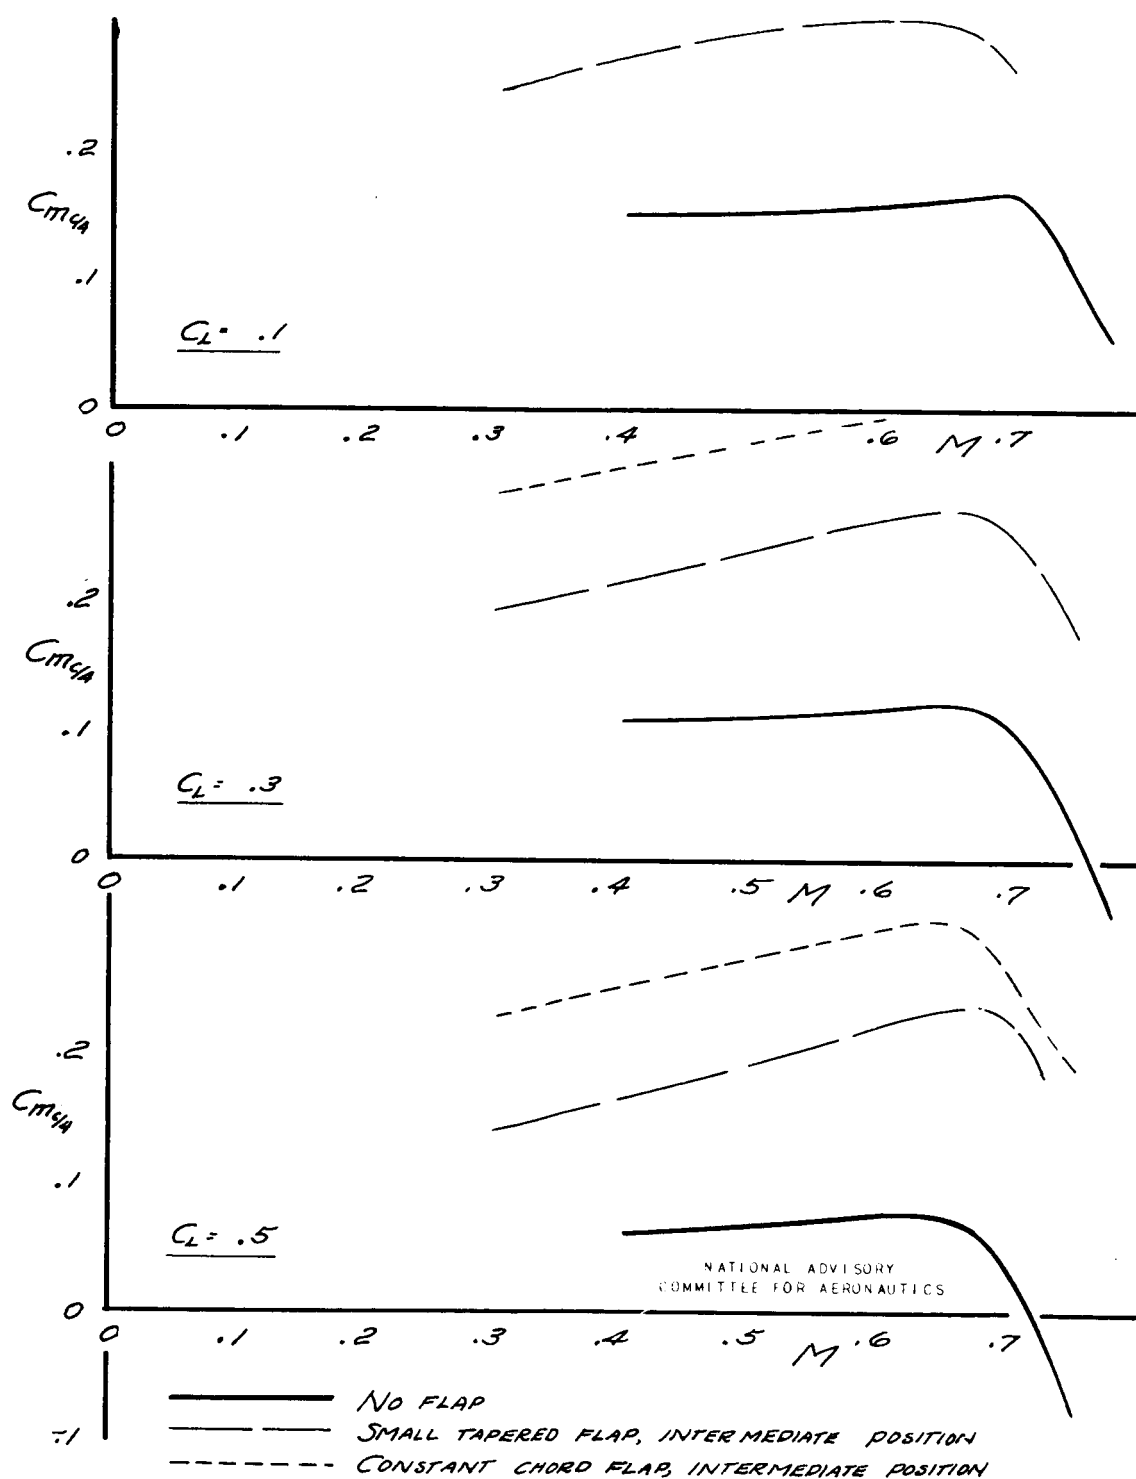 .2
Cm c/4
.1
CL = .1
0
0 .1 .2 .3 .4 .6 M .7
.2
Cm c/4
.1
CL = .3
0
0 .1 .2 .3 .4 .5 M .6 .7
.2
Cm c/4
.1
CL = .5
NATIONAL ADVISORY
COMMITTEE FOR AERONAUTICS
0
0 .1 .2 .3 .4 .5 M .6 .7
NO FLAP
-.1
SMALL TAPERED FLAP, INTERMEDIATE POSITION
CONSTANT CHORD FLAP, INTERMEDIATE POSITION